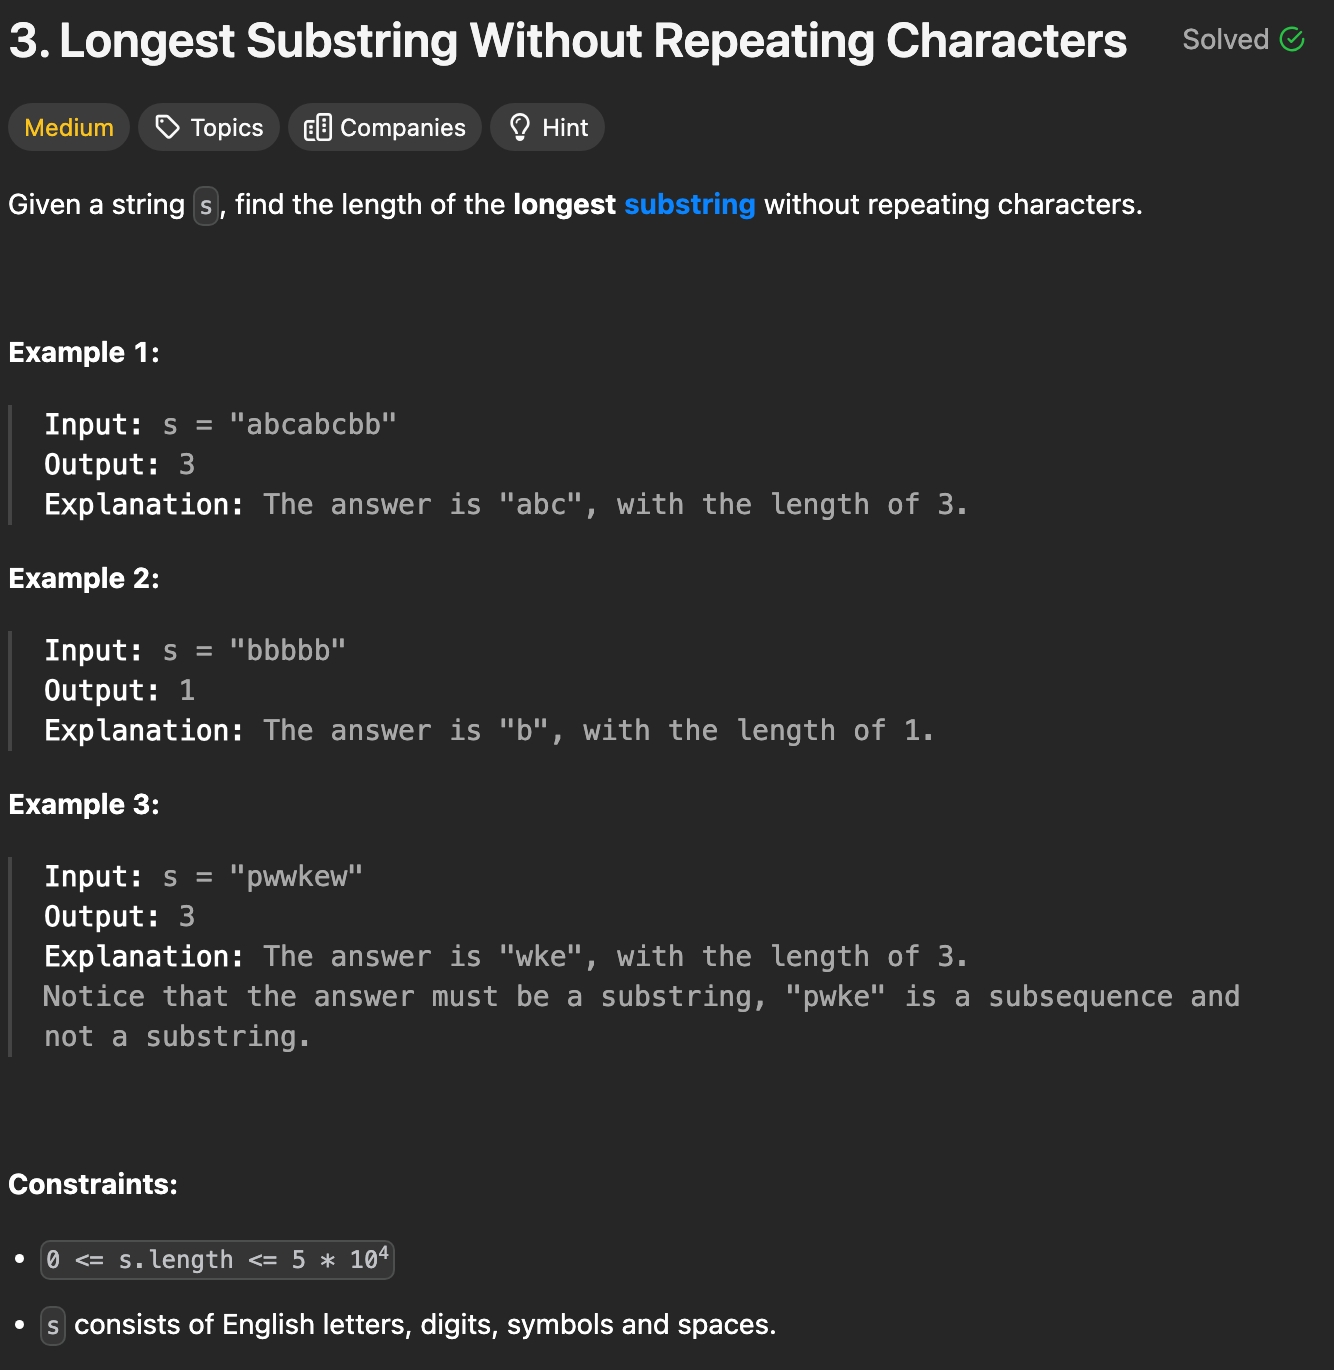 3. Longest Substring Without Repeating Characters
Solved
Medium
Topics
Companies
Hint
Given a string s, find the length of the longest substring without repeating characters.
Example 1:
Input: s = "abcabcbb"
Output: 3
Explanation: The answer is "abc", with the length of 3.
Example 2:
Input: s = "bbbbb"
Output: 1
Explanation: The answer is "b", with the length of 1.
Example 3:
Input: s = "pwwkew"
Output: 3
Explanation: The answer is "wke", with the length of 3.
Notice that the answer must be a substring, "pwke" is a subsequence and
not a substring.
Constraints:
• 0 <= s.length <= 5 * 10⁴
• s consists of English letters, digits, symbols and spaces.